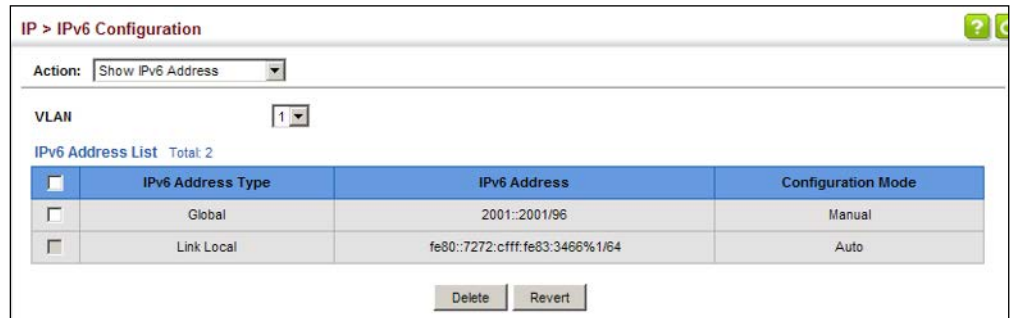 IP > IPv6 Configuration
?
Action: Show IPv6 Address
VLAN 1
IPv6 Address List Total: 2
IPv6 Address Type IPv6 Address Configuration Mode
Global 2001::2001/96 Manual
Link Local fe80::7272:cfff:fe83:3466%1/64 Auto
Delete Revert